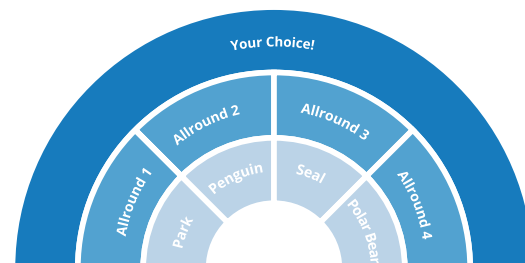 Your Choice!
Allround 1
Allround 2
Allround 3
Allround 4
Park
Penguin
Seal
Polar Bear